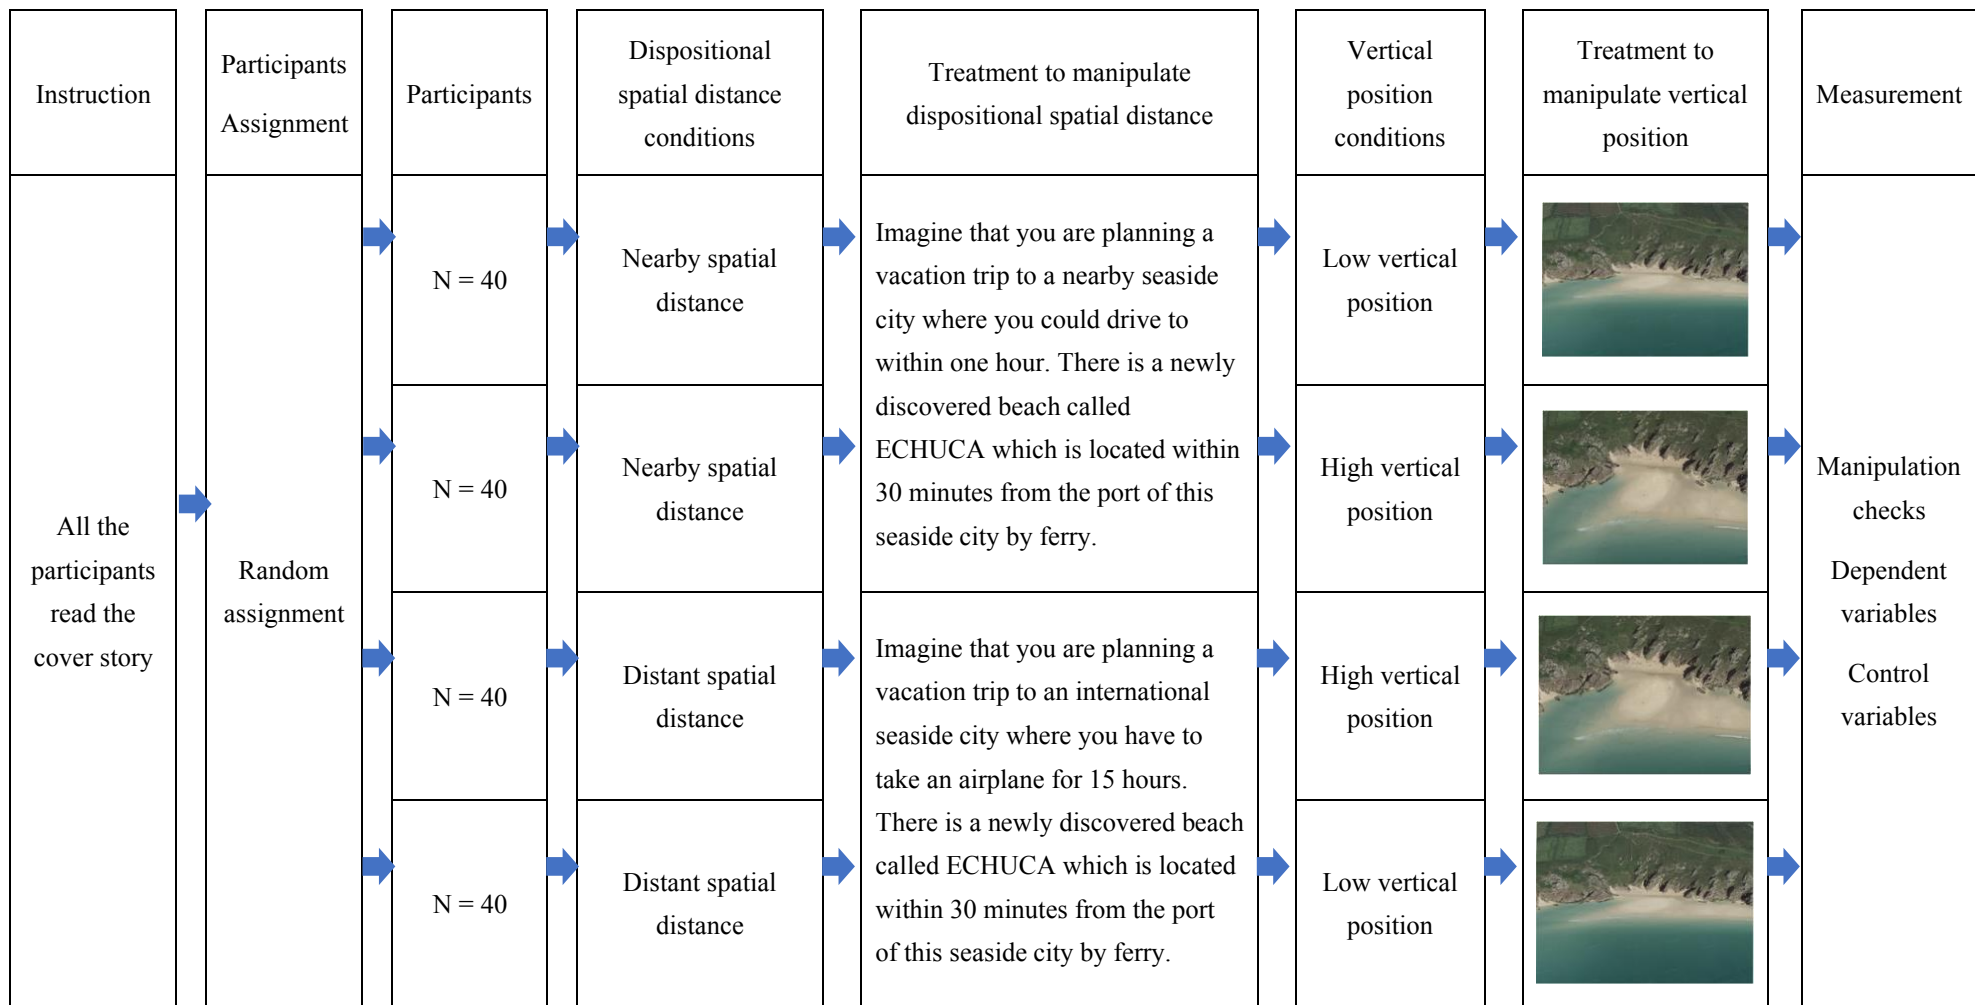 Instruction
Participants
Assignment
Participants
Dispositional
spatial distance
conditions
Treatment to manipulate
dispositional spatial distance
Vertical
position
conditions
Treatment to
manipulate vertical
position
Measurement
All the
participants
read the
cover story
Random
assignment
N = 40
Nearby spatial
distance
Imagine that you are planning a
vacation trip to a nearby seaside
city where you could drive to
within one hour. There is a newly
discovered beach called
ECHUCA which is located within
30 minutes from the port of this
seaside city by ferry.
Low vertical
position
N = 40
Nearby spatial
distance
High vertical
position
N = 40
Distant spatial
distance
Imagine that you are planning a
vacation trip to an international
seaside city where you have to
take an airplane for 15 hours.
There is a newly discovered beach
called ECHUCA which is located
within 30 minutes from the port
of this seaside city by ferry.
High vertical
position
N = 40
Distant spatial
distance
Low vertical
position
Manipulation
checks
Dependent
variables
Control
variables